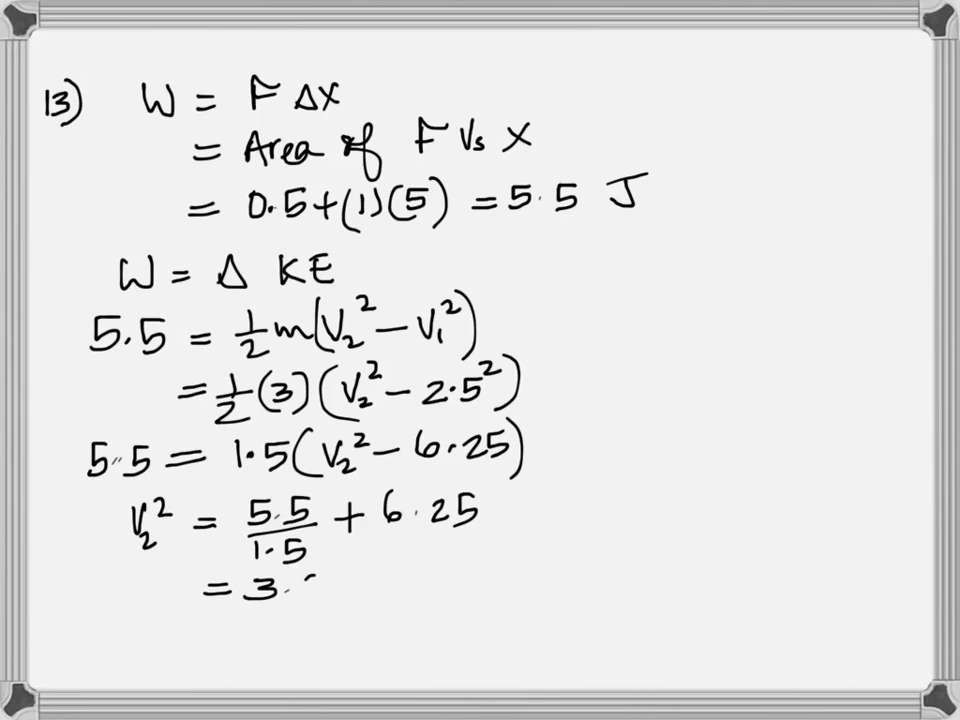 13) W = F Δx
= Area of F Vs x
= 0.5+(1)(5) = 5.5 J
W = Δ KE
5.5 = 1/2 m(V₂² − V₁²)
= 1/2 (3) (V₂² − 2.5²)
5.5 = 1.5(V₂² − 6.25)
V₂² = 5.5/1.5 + 6.25
= 3.